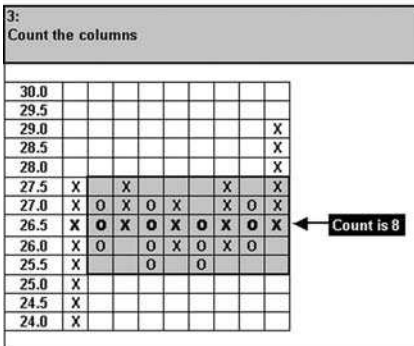 3:
Count the columns
30.0
29.5
29.0 X
28.5 X
28.0 X
27.5 X X X X
27.0 X O X O X X O X
26.5 X O X O X O X O X Count is 8
26.0 X O O X O X O
25.5 X O O
25.0 X
24.5 X
24.0 X